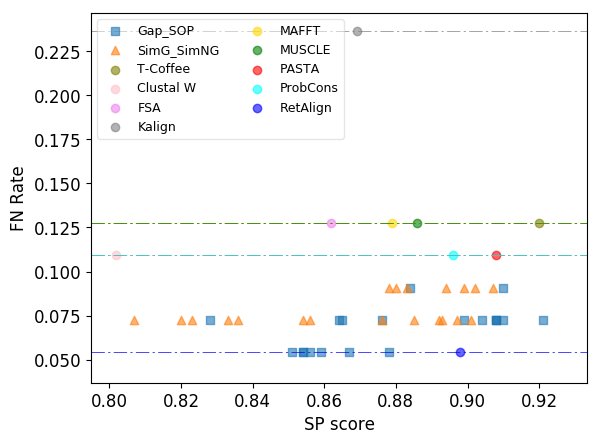 0.225
0.200
0.175
0.150
0.125
0.100
0.075
0.050
FN Rate
Gap_SOP
SimG_SimNG
T-Coffee
Clustal W
FSA
Kalign
MAFFT
MUSCLE
PASTA
ProbCons
RetAlign
0.80 0.82 0.84 0.86 0.88 0.90 0.92
SP score